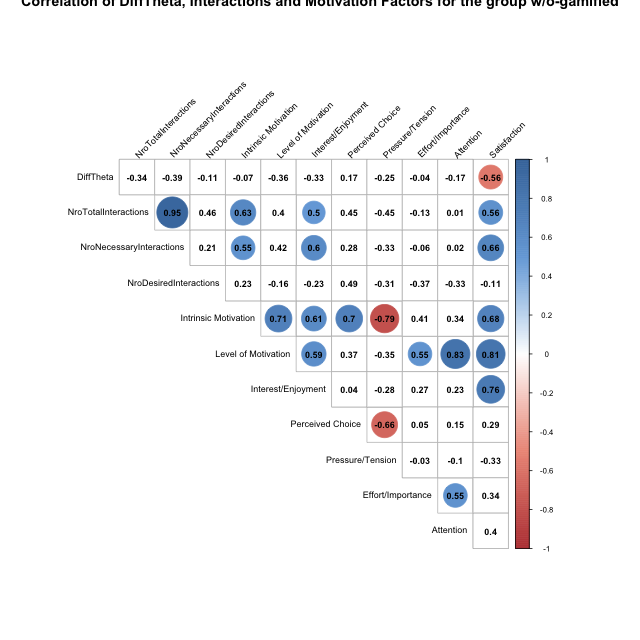 Correlation of DiffTheta, Interactions and Motivation Factors for the group w/o-gamified
NroTotalInteractions
NroNecessaryInteractions
NroDesiredInteractions
Intrinsic Motivation
Level of Motivation
Interest/Enjoyment
Perceived Choice
Pressure/Tension
Effort/Importance
Attention
Satisfaction
DiffTheta -0.34 -0.39 -0.11 -0.07 -0.36 -0.33 0.17 -0.25 -0.04 -0.17 -0.56
NroTotalInteractions 0.95 0.46 0.63 0.4 0.5 0.45 -0.45 -0.13 0.01 0.56
NroNecessaryInteractions 0.21 0.55 0.42 0.6 0.28 -0.33 -0.06 0.02 0.66
NroDesiredInteractions 0.23 -0.16 -0.23 0.49 -0.31 -0.37 -0.33 -0.11
Intrinsic Motivation 0.71 0.61 0.7 -0.79 0.41 0.34 0.68
Level of Motivation 0.59 0.37 -0.35 0.55 0.83 0.81
Interest/Enjoyment 0.04 -0.28 0.27 0.23 0.76
Perceived Choice -0.66 0.05 0.15 0.29
Pressure/Tension -0.03 -0.1 -0.33
Effort/Importance 0.55 0.34
Attention 0.4
1
0.8
0.6
0.4
0.2
0
-0.2
-0.4
-0.6
-0.8
-1